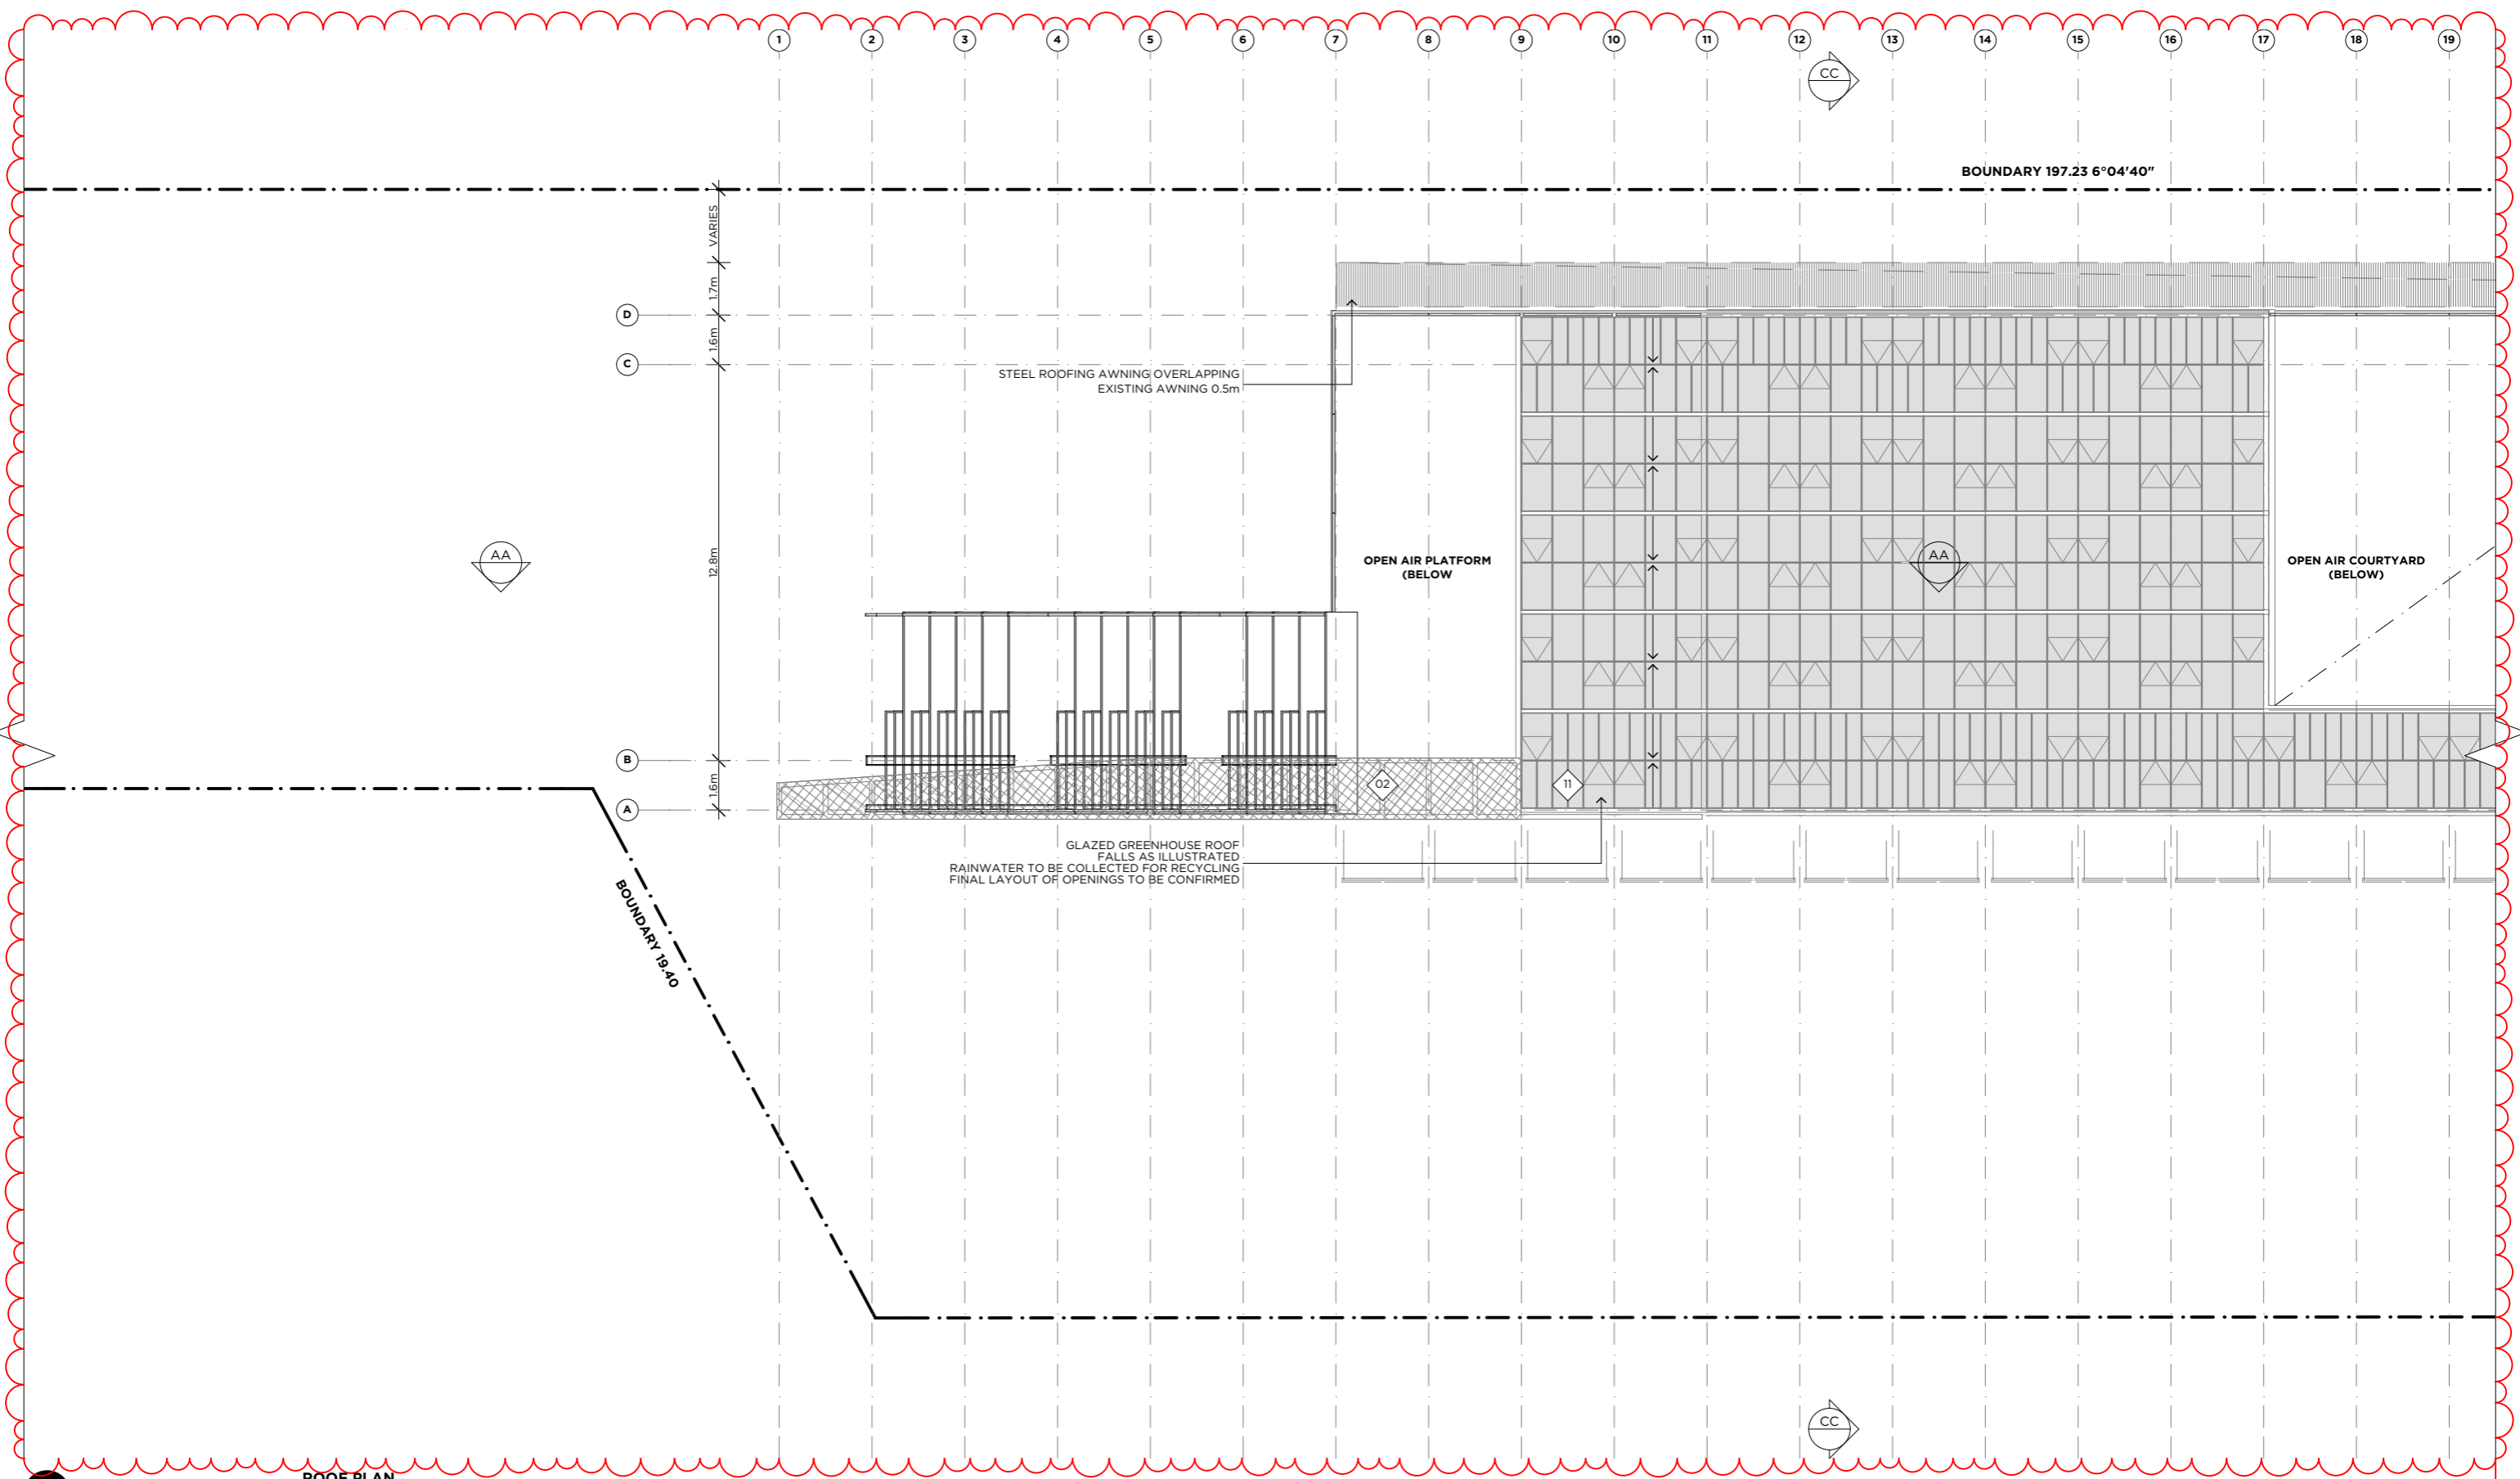 1 2 3 4 5 6 7 8 9 10 11 12 13 14 15 16 17 18 19
CC
BOUNDARY 197.23 6°04'40"
VARIES
1.7m
D
1.6m
C
STEEL ROOFING AWNING OVERLAPPING
EXISTING AWNING 0.5m
12.8m
AA
OPEN AIR PLATFORM
(BELOW
AA
OPEN AIR COURTYARD
(BELOW)
B
1.6m
A
02
11
GLAZED GREENHOUSE ROOF
FALLS AS ILLUSTRATED
RAINWATER TO BE COLLECTED FOR RECYCLING
FINAL LAYOUT OF OPENINGS TO BE CONFIRMED
BOUNDARY 19.40
CC
ROOF PLAN